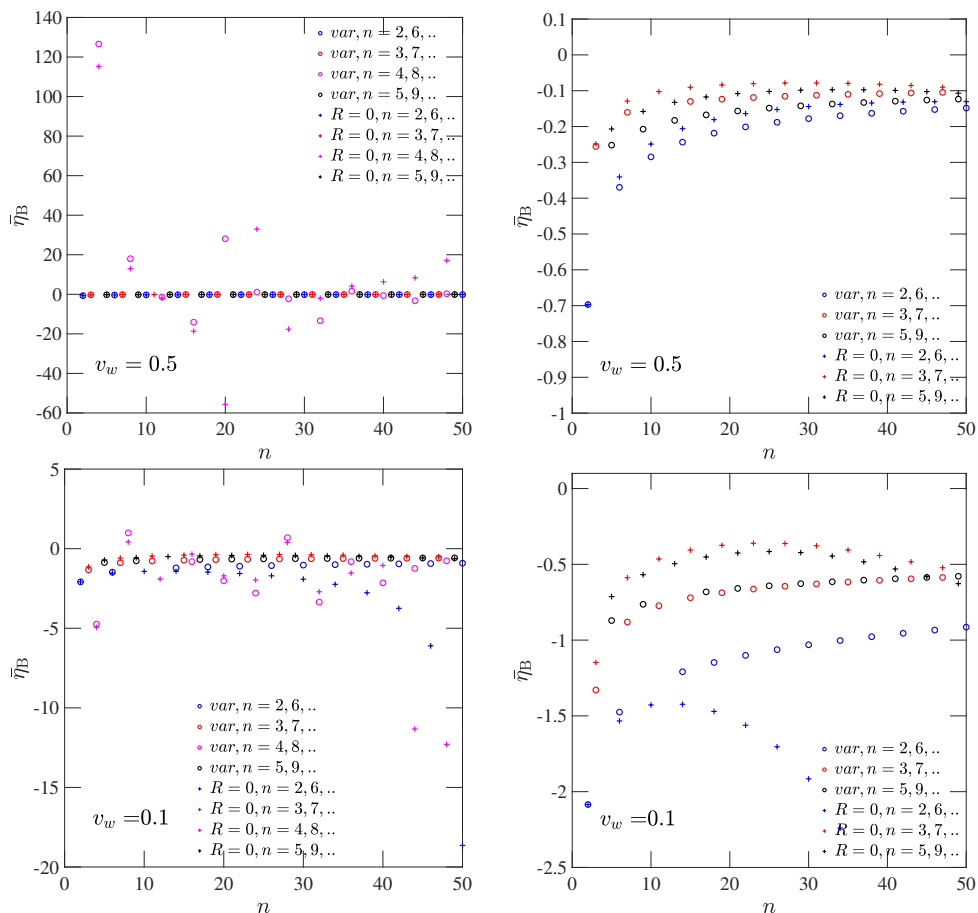 140
120
100
80
60
40
20
0
-20
-40
-60
0 10 20 30 40 50
n
η̄_B
v_w = 0.5
var, n = 2, 6, ..
var, n = 3, 7, ..
var, n = 4, 8, ..
var, n = 5, 9, ..
R = 0, n = 2, 6, ..
R = 0, n = 3, 7, ..
R = 0, n = 4, 8, ..
R = 0, n = 5, 9, ..
0.1
0
-0.1
-0.2
-0.3
-0.4
-0.5
-0.6
-0.7
-0.8
-0.9
-1
0 10 20 30 40 50
n
η̄_B
v_w = 0.5
var, n = 2, 6, ..
var, n = 3, 7, ..
var, n = 5, 9, ..
R = 0, n = 2, 6, ..
R = 0, n = 3, 7, ..
R = 0, n = 5, 9, ..
5
0
-5
-10
-15
-20
0 10 20 30 40 50
n
η̄_B
v_w = 0.1
var, n = 2, 6, ..
var, n = 3, 7, ..
var, n = 4, 8, ..
var, n = 5, 9, ..
R = 0, n = 2, 6, ..
R = 0, n = 3, 7, ..
R = 0, n = 4, 8, ..
R = 0, n = 5, 9, ..
0
-0.5
-1
-1.5
-2
-2.5
0 10 20 30 40 50
n
η̄_B
v_w = 0.1
var, n = 2, 6, ..
var, n = 3, 7, ..
var, n = 5, 9, ..
R = 0, n = 2, 6, ..
R = 0, n = 3, 7, ..
R = 0, n = 5, 9, ..